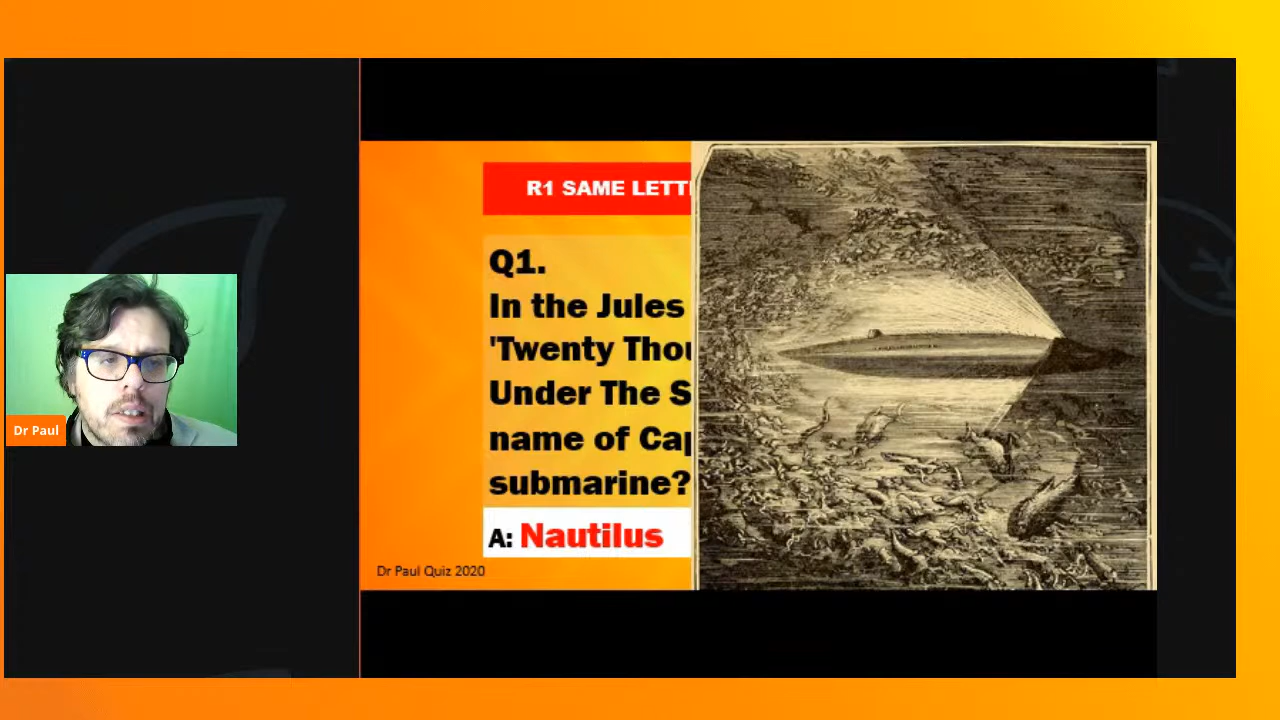 R1 SAME LETT
Q1.
In the Jules
'Twenty Thou
Under The S
name of Cap
submarine?
A: Nautilus
Dr Paul Quiz 2020
Dr Paul